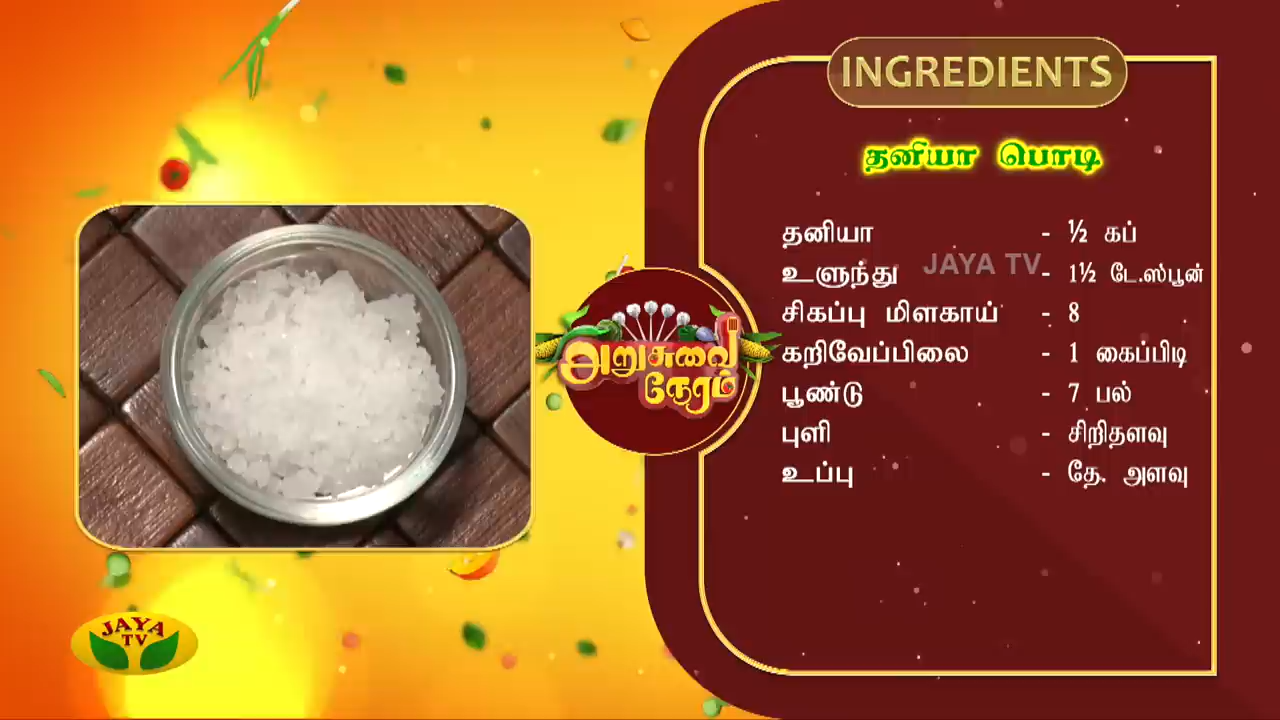 INGREDIENTS
தனியா பொடி
தனியா - ½ கப்
உளுந்து - 1½ டே.ஸ்பூன்
JAYA TV
சிகப்பு மிளகாய் - 8
கறிவேப்பிலை - 1 கைப்பிடி
பூண்டு - 7 பல்
புளி - சிறிதளவு
உப்பு - தே. அளவு
அறுசுவை
நேரம்
JAYA
TV